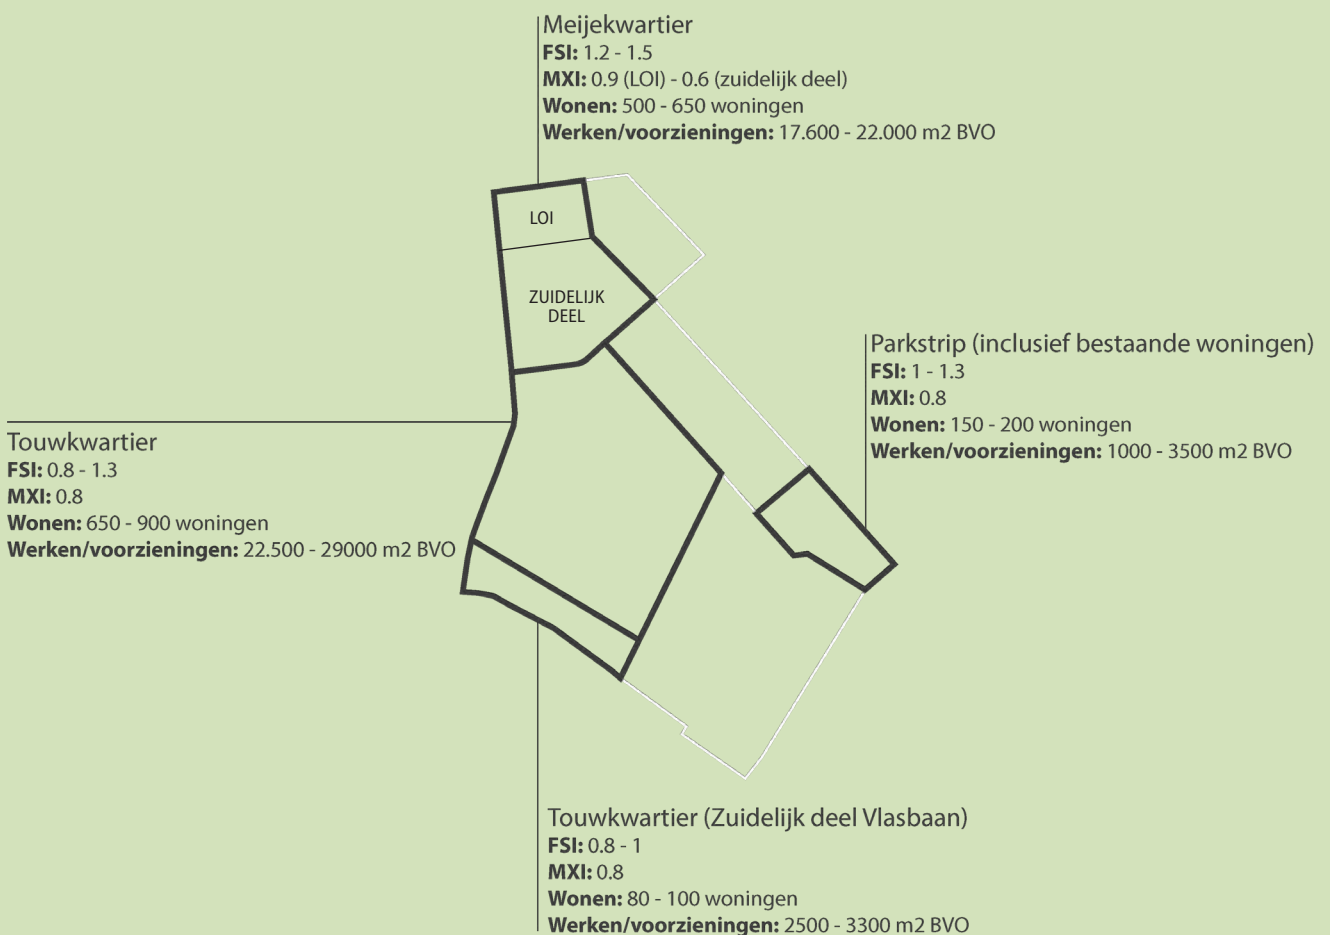 Meijekwartier
FSI: 1.2 - 1.5
MXI: 0.9 (LOI) - 0.6 (zuidelijk deel)
Wonen: 500 - 650 woningen
Werken/voorzieningen: 17.600 - 22.000 m2 BVO
LOI
ZUIDELIJK
DEEL
Parkstrip (inclusief bestaande woningen)
FSI: 1 - 1.3
MXI: 0.8
Wonen: 150 - 200 woningen
Werken/voorzieningen: 1000 - 3500 m2 BVO
Touwkwartier
FSI: 0.8 - 1.3
MXI: 0.8
Wonen: 650 - 900 woningen
Werken/voorzieningen: 22.500 - 29000 m2 BVO
Touwkwartier (Zuidelijk deel Vlasbaan)
FSI: 0.8 - 1
MXI: 0.8
Wonen: 80 - 100 woningen
Werken/voorzieningen: 2500 - 3300 m2 BVO